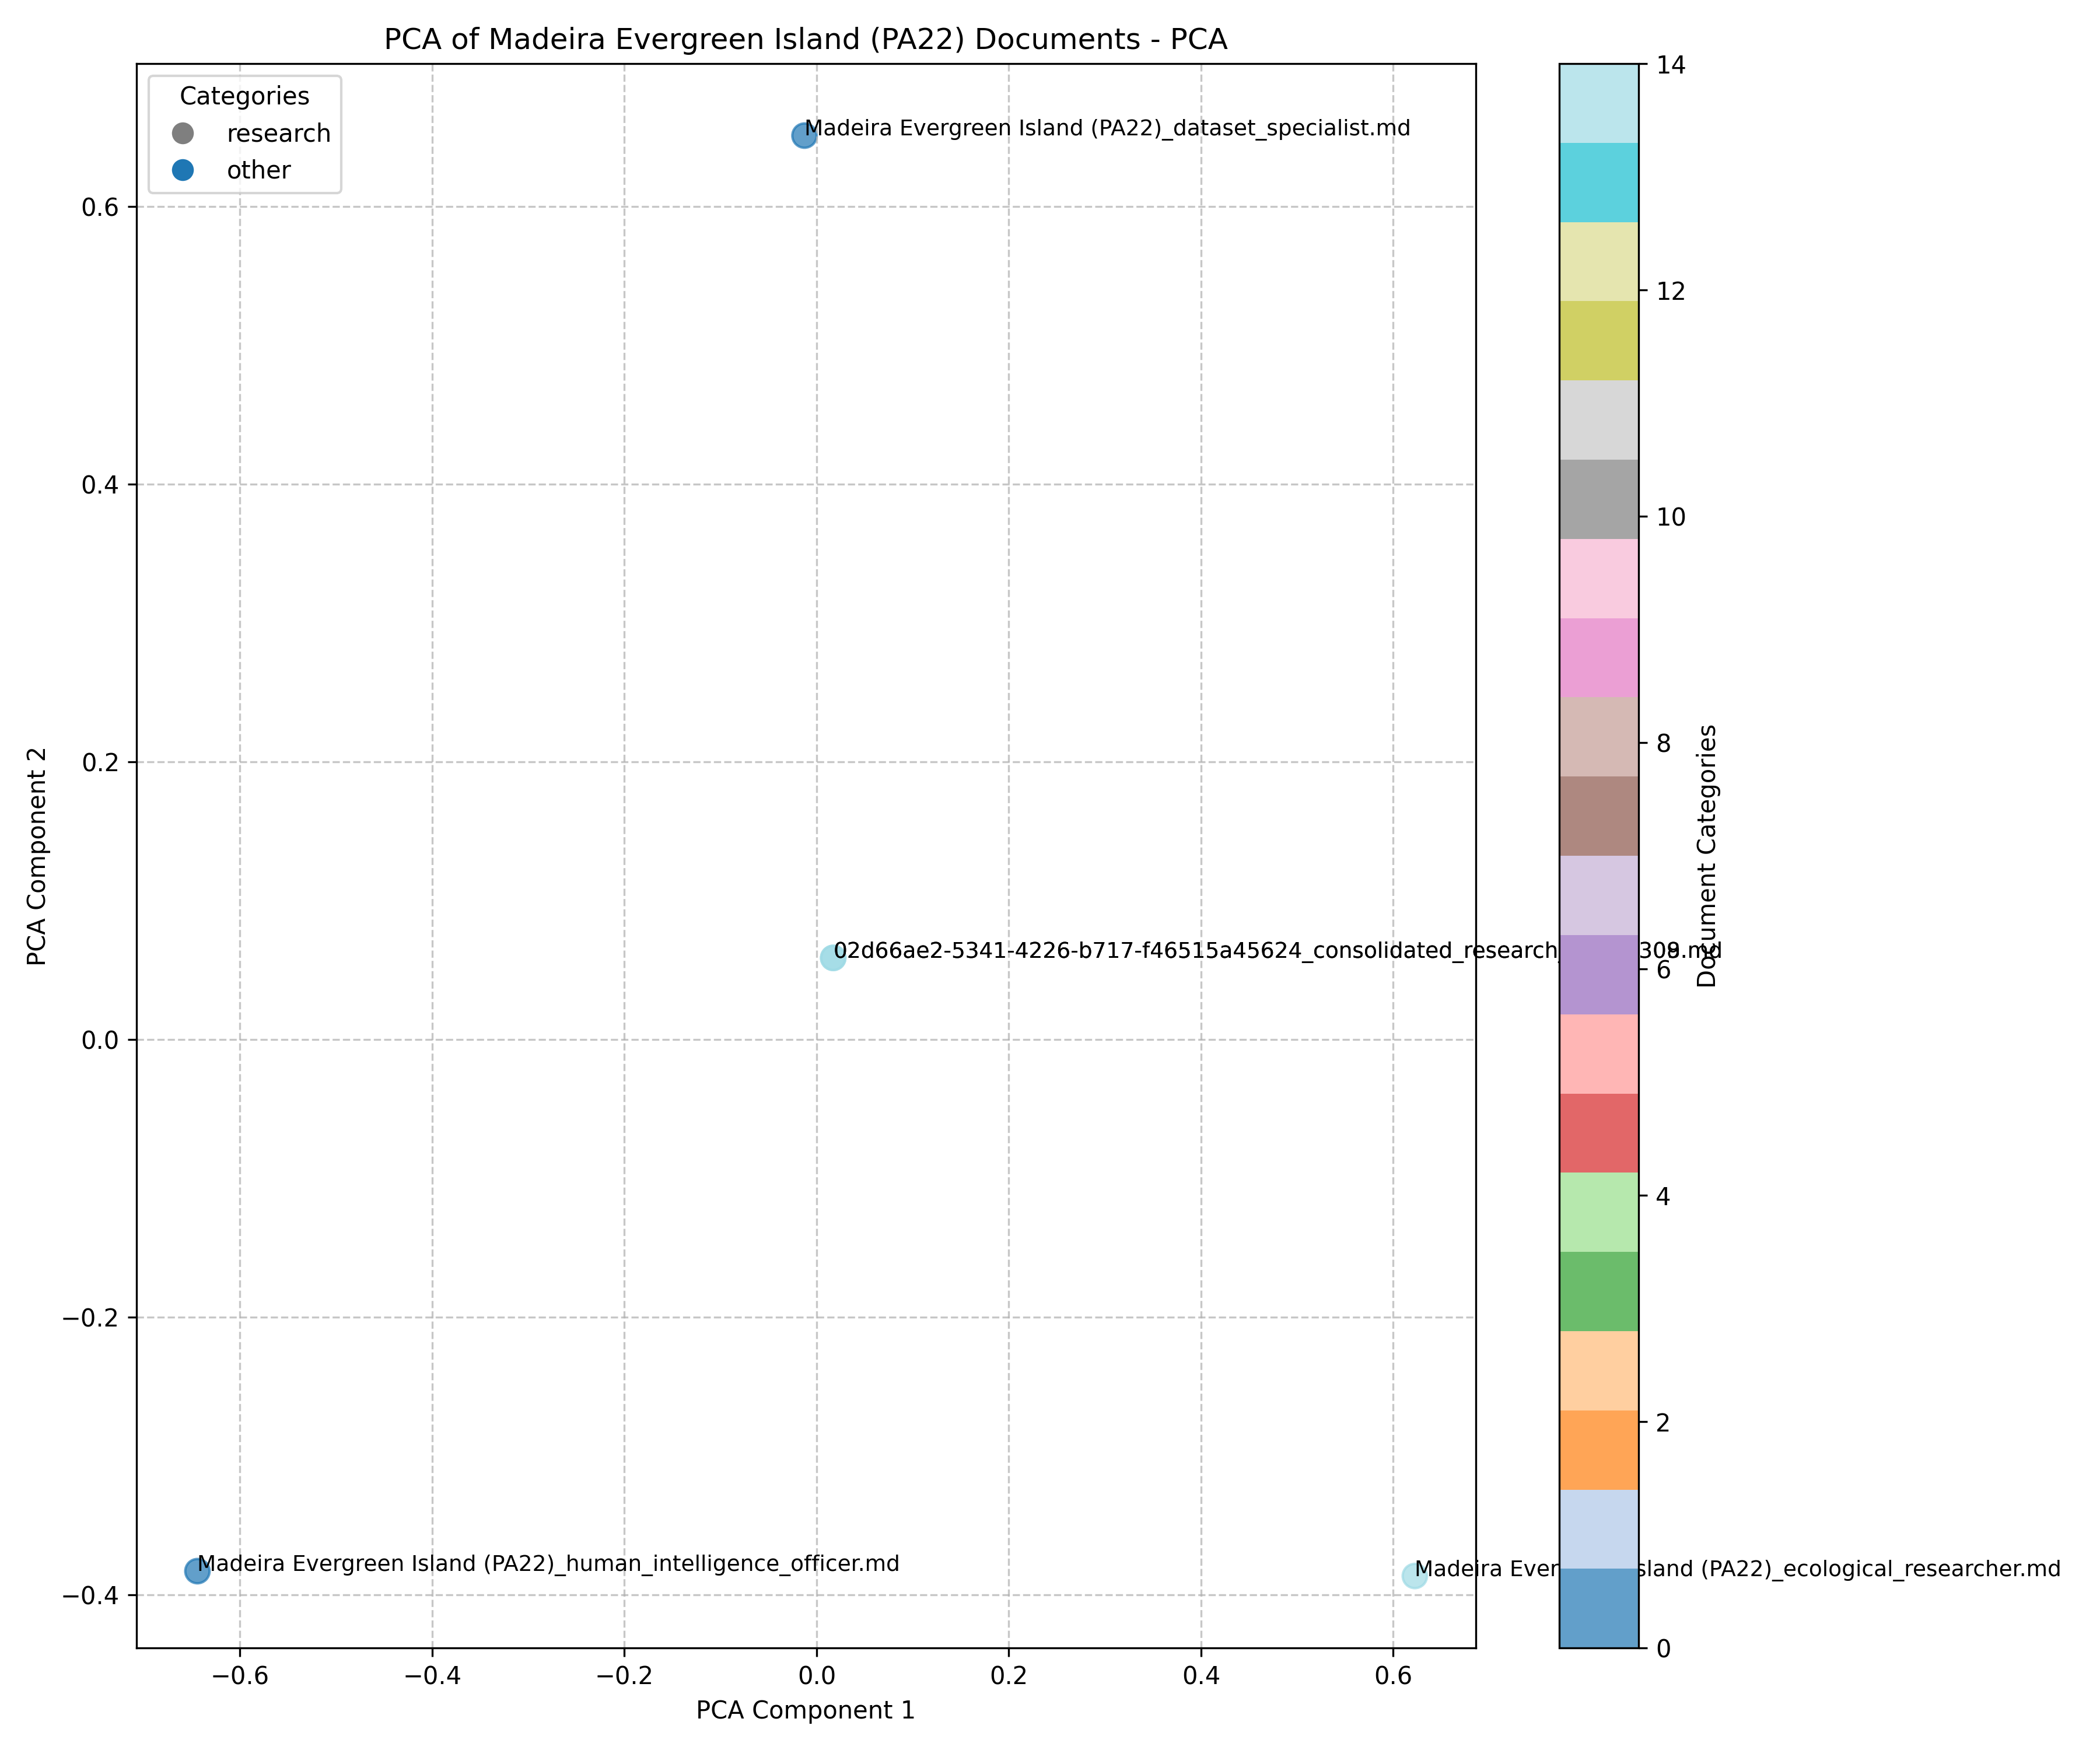 PCA of Madeira Evergreen Island (PA22) Documents - PCA
Categories
research
other
Madeira Evergreen Island (PA22)_dataset_specialist.md
02d66ae2-5341-4226-b717-f46515a45624_consolidated_research 309.md
Madeira Evergreen Island (PA22)_human_intelligence_officer.md
Madeira Ever sland (PA22)_ecological_researcher.md
0.6
0.4
0.2
0.0
−0.2
−0.4
PCA Component 2
−0.6
−0.4
−0.2
0.0
0.2
0.4
0.6
PCA Component 1
14
12
10
8
6
4
2
0
Document Categories